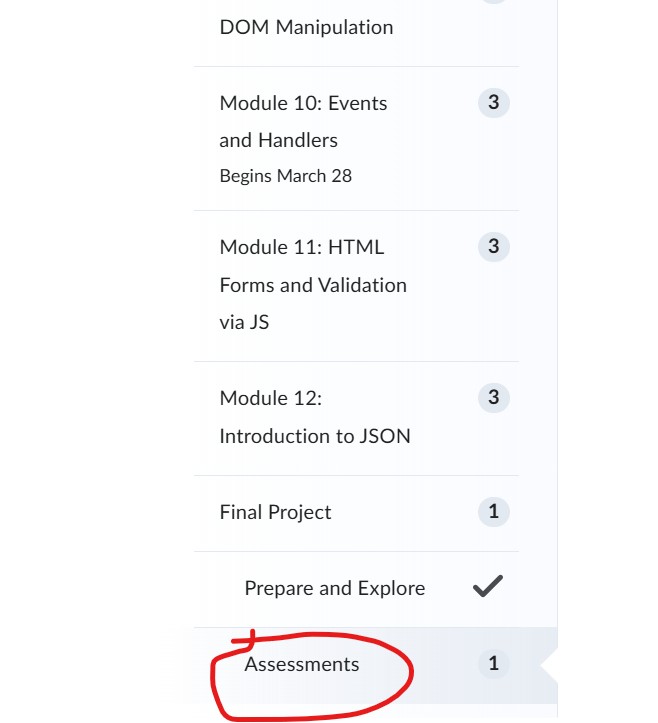 DOM Manipulation
Module 10: Events 3
and Handlers
Begins March 28
Module 11: HTML 3
Forms and Validation
via JS
Module 12: 3
Introduction to JSON
Final Project 1
Prepare and Explore
Assessments 1